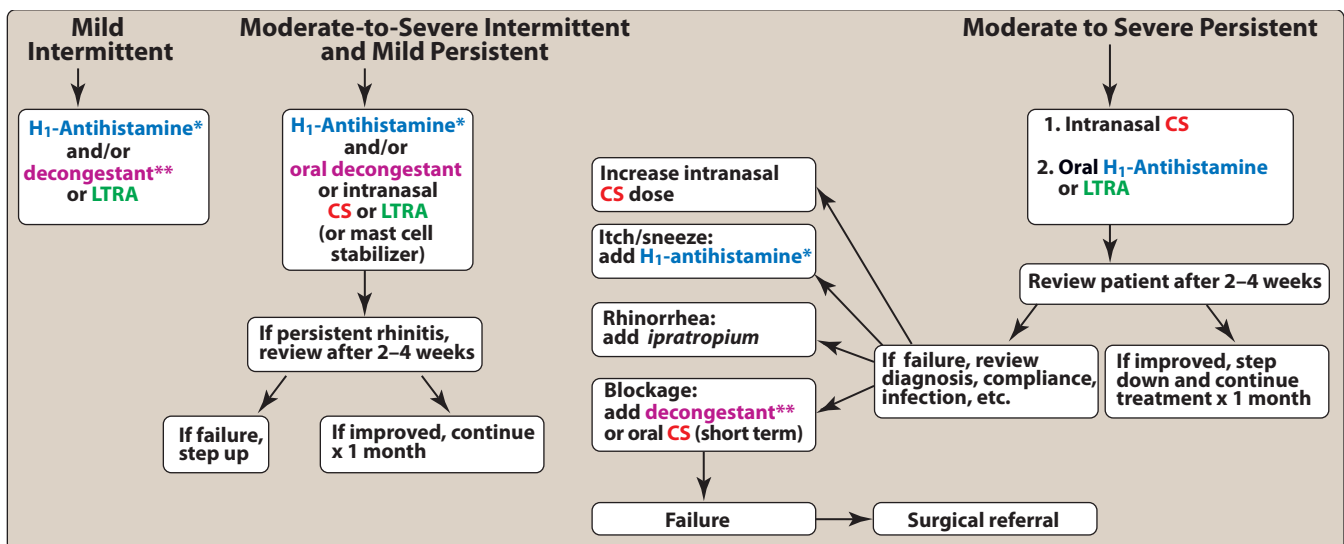 Mild
Intermittent
H₁-Antihistamine*
and/or
decongestant**
or LTRA
Moderate-to-Severe Intermittent
and Mild Persistent
H₁-Antihistamine*
and/or
oral decongestant
or intranasal
CS or LTRA
(or mast cell
stabilizer)
If persistent rhinitis,
review after 2–4 weeks
If failure,
step up
If improved, continue
x 1 month
Moderate to Severe Persistent
1. Intranasal CS
2. Oral H₁-Antihistamine
or LTRA
Review patient after 2–4 weeks
If failure, review
diagnosis, compliance,
infection, etc.
If improved, step
down and continue
treatment x 1 month
Increase intranasal
CS dose
Itch/sneeze:
add H₁-antihistamine*
Rhinorrhea:
add ipratropium
Blockage:
add decongestant**
or oral CS (short term)
Failure
Surgical referral